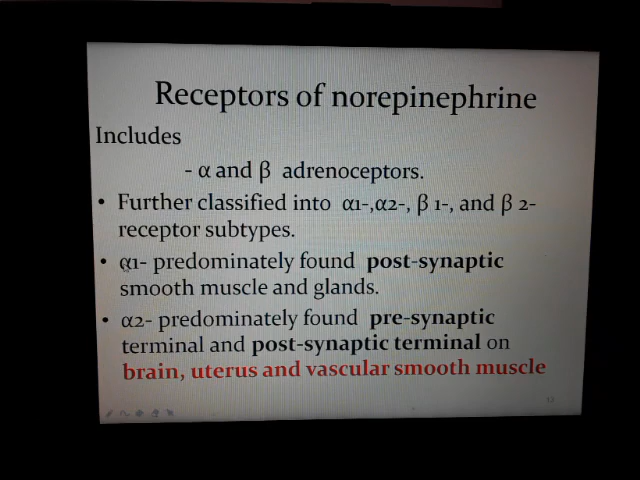 Receptors of norepinephrine
Includes
- α and β adrenoceptors.
• Further classified into α1-,α2-, β 1-, and β 2-
receptor subtypes.
• α1- predominately found post-synaptic
smooth muscle and glands.
• α2- predominately found pre-synaptic
terminal and post-synaptic terminal on
brain, uterus and vascular smooth muscle